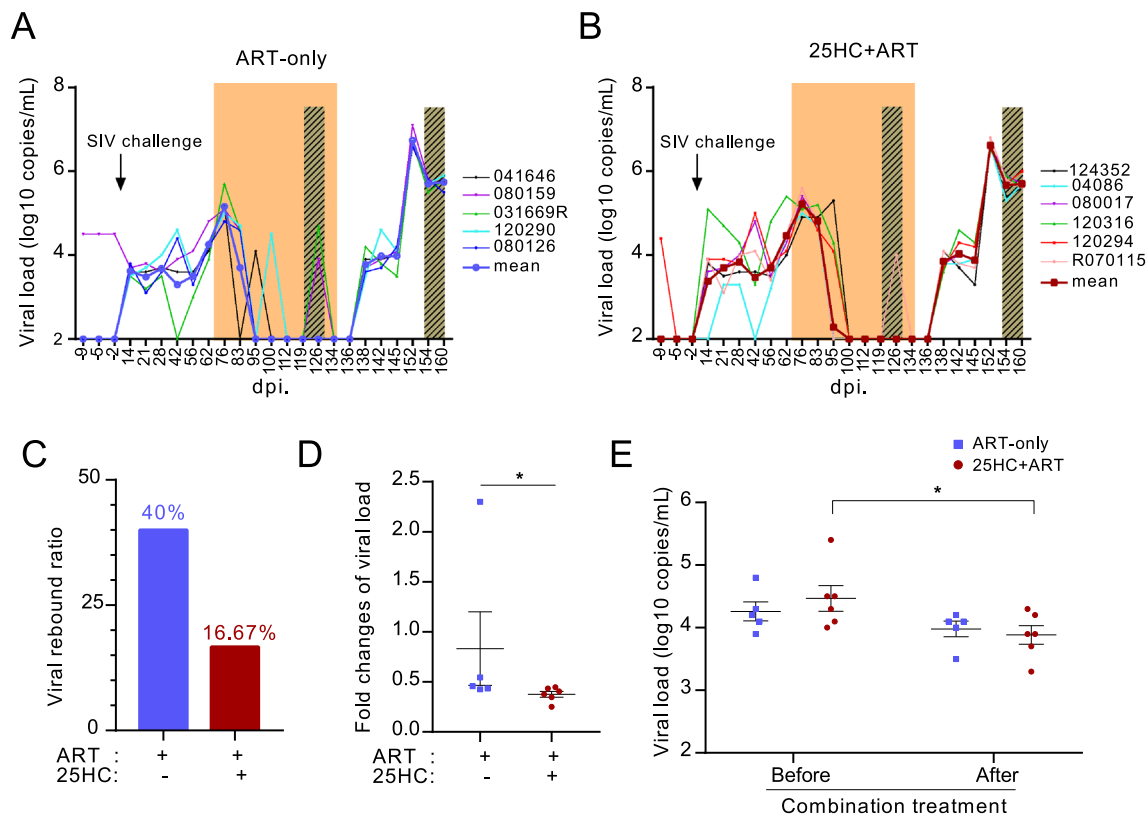 A
ART-only
Viral load (log10 copies/mL)
8
6
4
2
SIV challenge
041646
080159
031669R
120290
080126
mean
-9 -5 -2 14 21 28 42 56 62 76 83 95 100 112 119 126 134 136 138 142 145 152 154 160
dpi.
B
25HC+ART
Viral load (log10 copies/mL)
8
6
4
2
SIV challenge
124352
04086
080017
120316
120294
R070115
mean
-9 -5 -2 14 21 28 42 56 62 76 83 95 100 112 119 126 134 136 138 142 145 152 154 160
dpi.
C
Viral rebound ratio
50
25
0
40%
16.67%
ART : + +
25HC: - +
D
Fold changes of viral load
2.5
2.0
1.5
1.0
0.5
0.0
*
ART : + +
25HC: - +
E
ART-only
25HC+ART
Viral load (log10 copies/mL)
6
5
4
3
2
*
Before After
Combination treatment